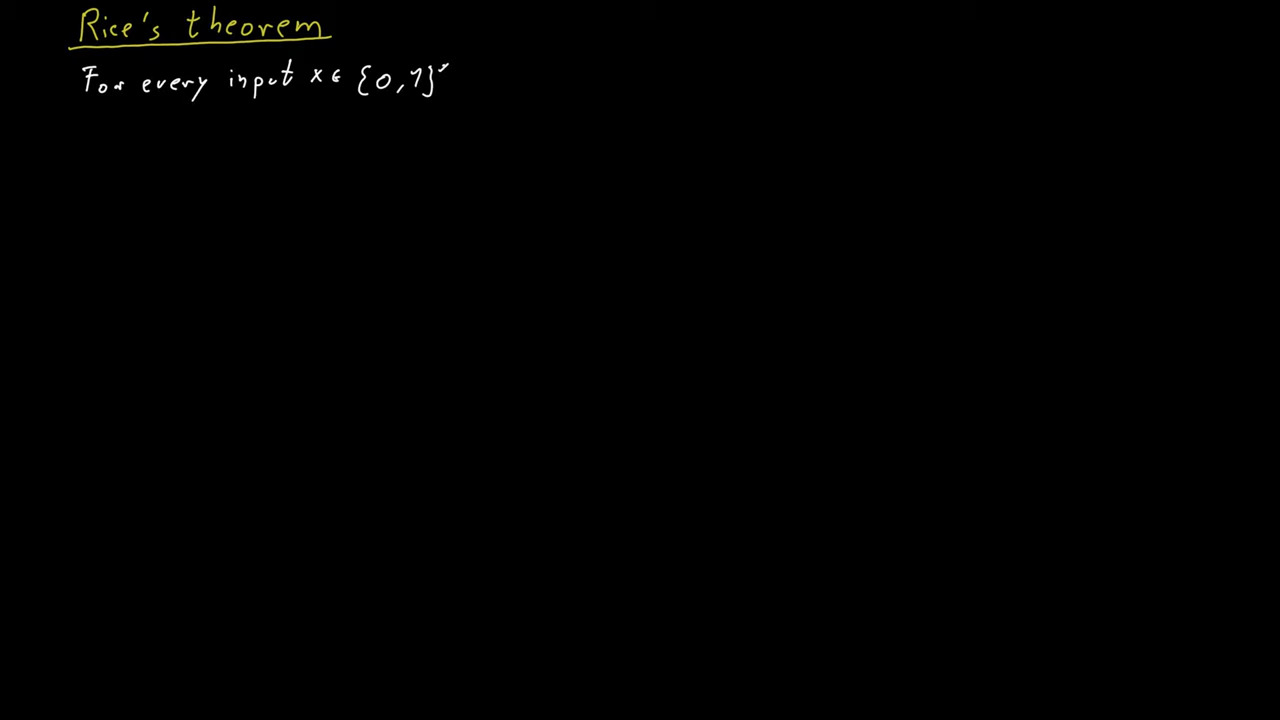 Rice's theorem
For every input x ∈ {0,1}*